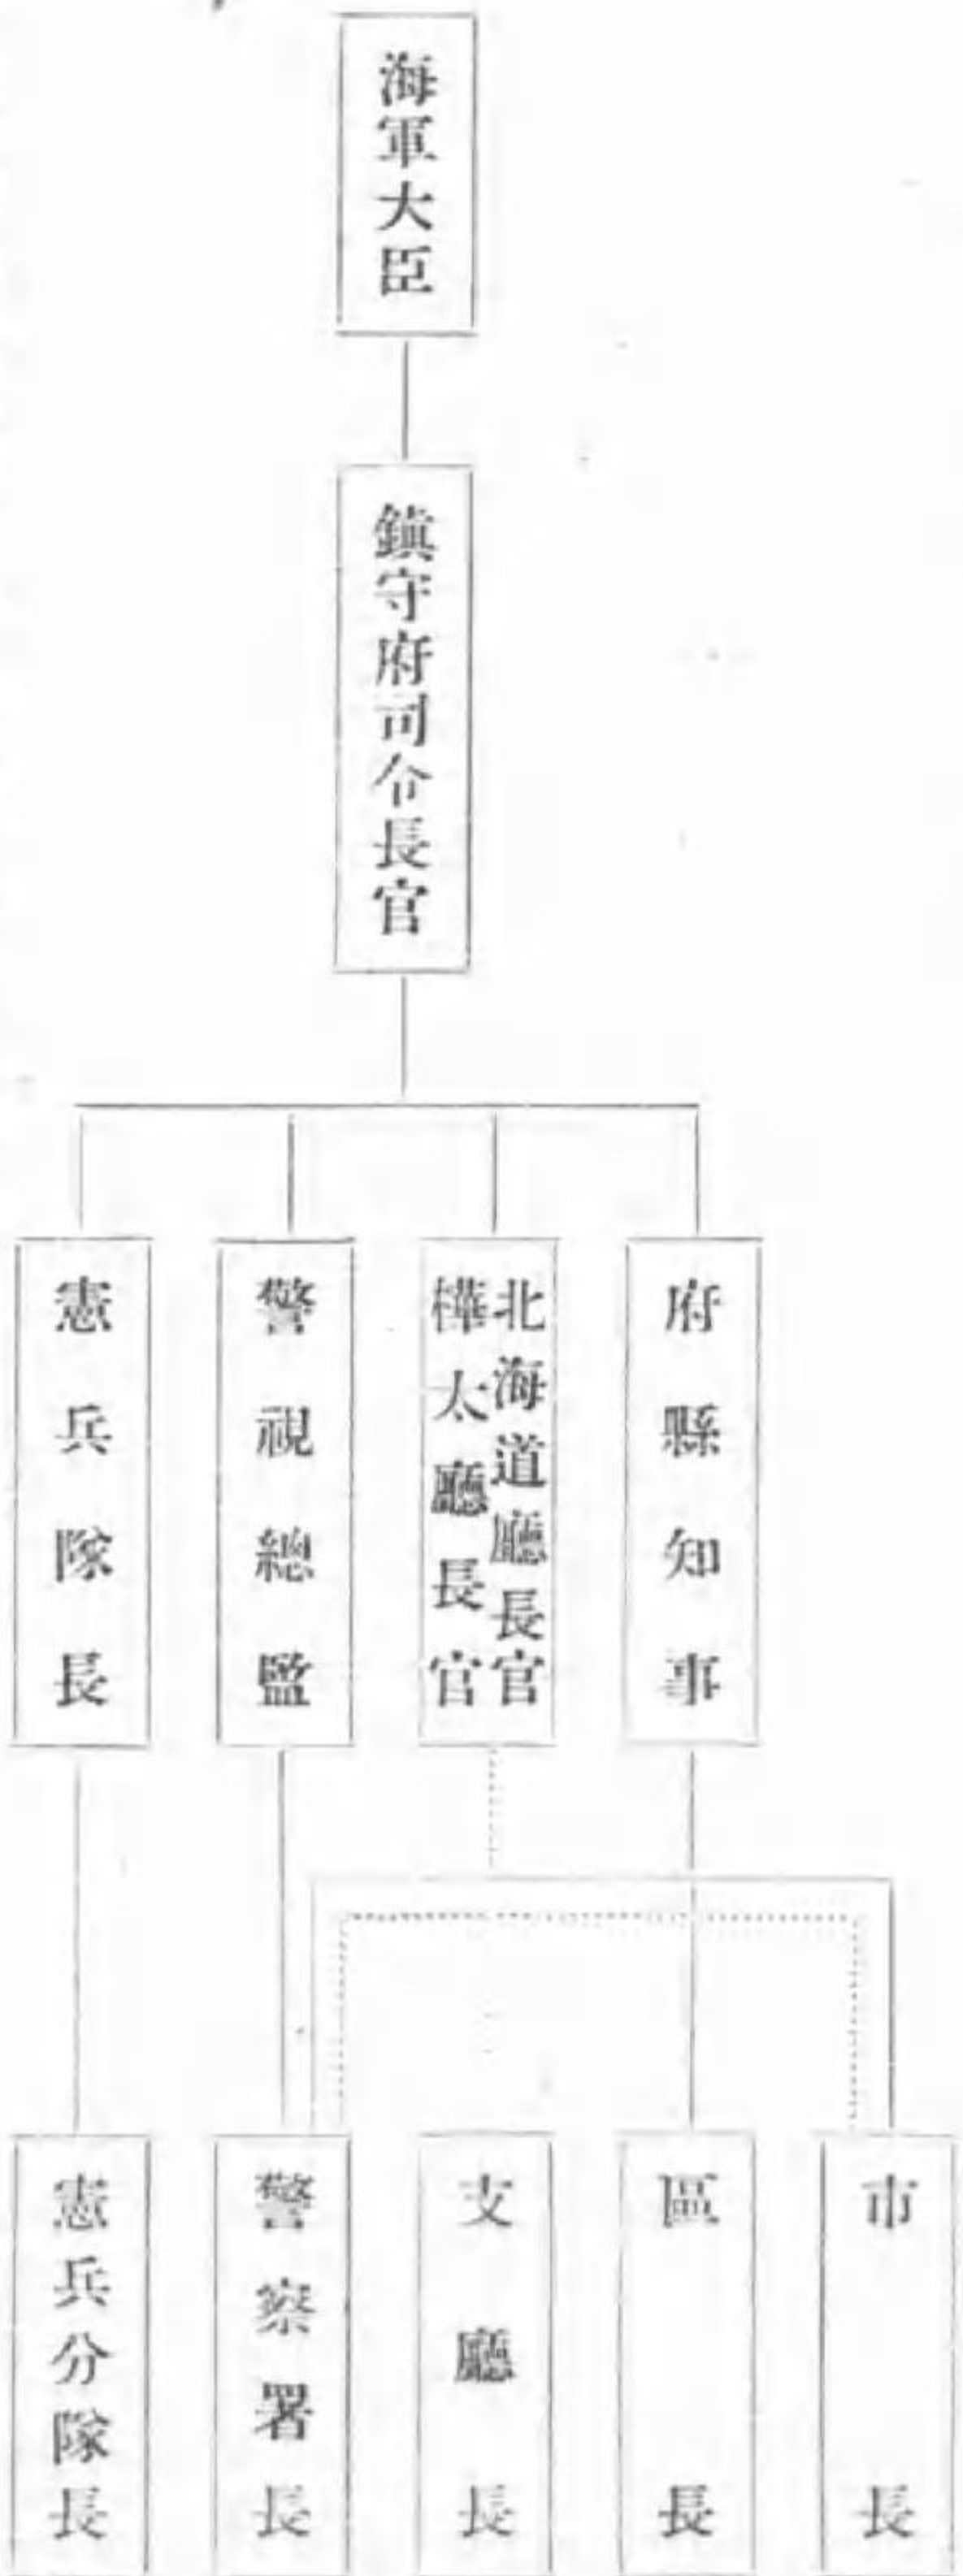 海軍大臣
鎭守府司令長官
府縣知事
北海道廳長官
樺太廳長官
警視總監
憲兵隊長
市長
區長
支廳長
警察署長
憲兵分隊長